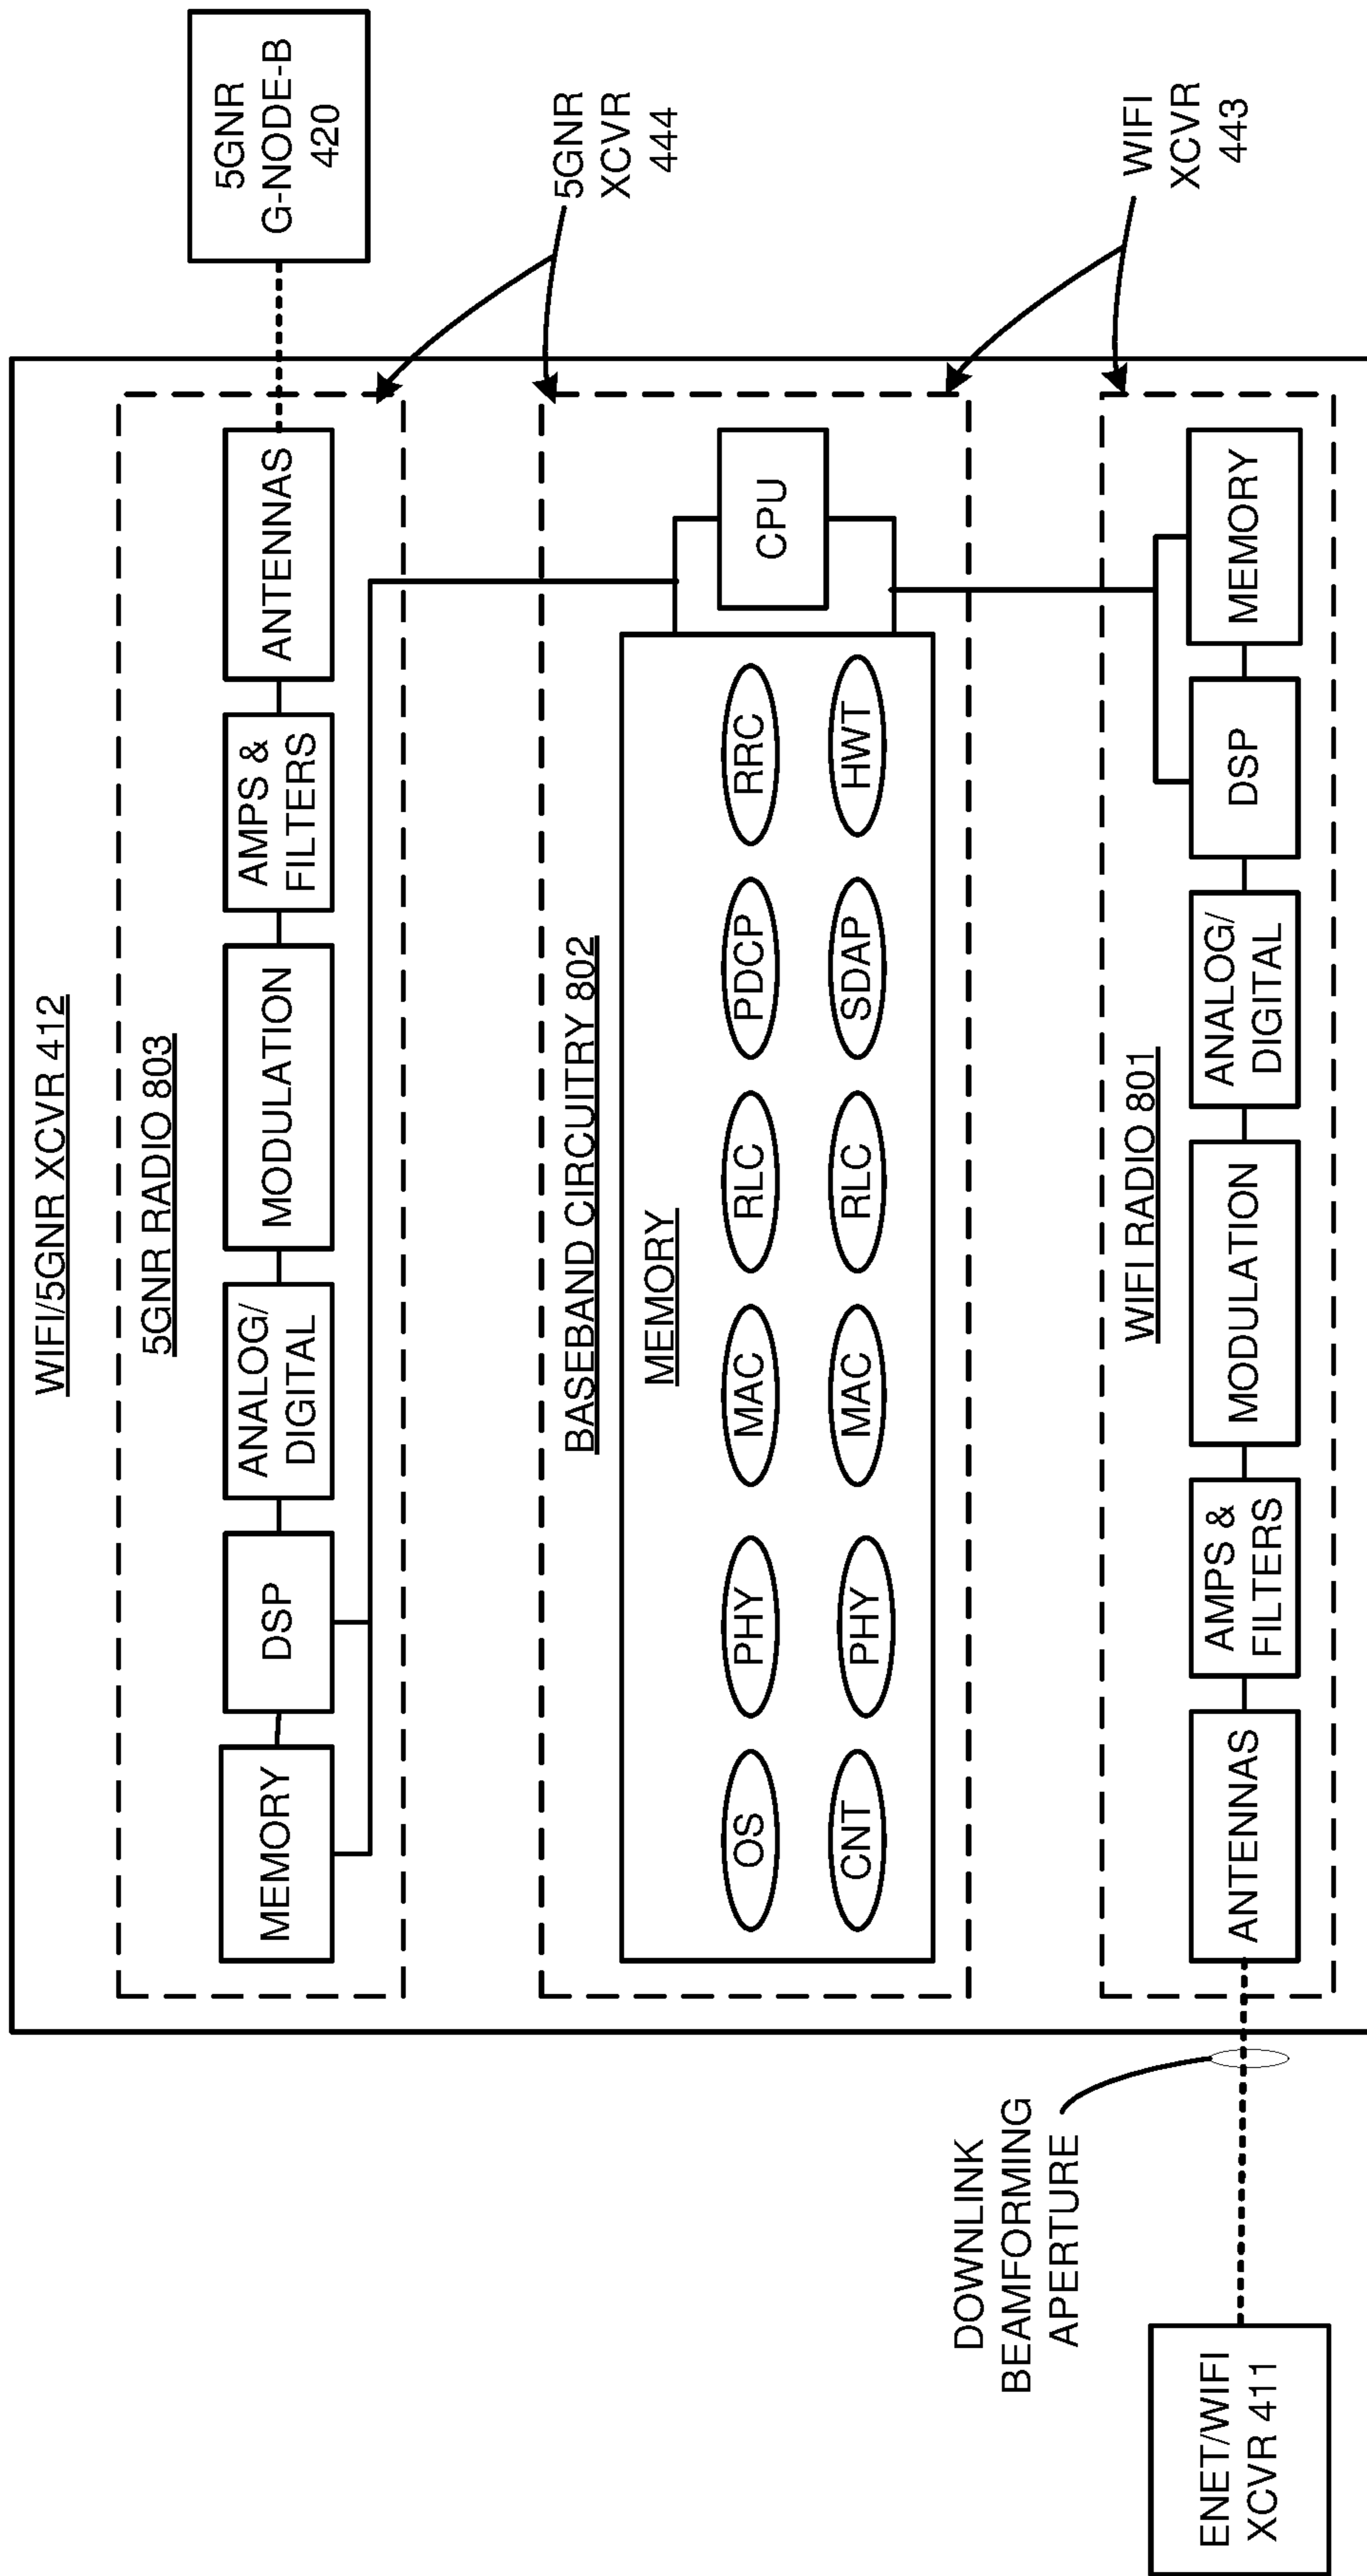 WIFI/5GNR XCVR 412
5GNR RADIO 803
MEMORY
DSP
ANALOG/
DIGITAL
MODULATION
AMPS &
FILTERS
ANTENNAS
5GNR
G-NODE-B
420
5GNR
XCVR
444
BASEBAND CIRCUITRY 802
MEMORY
OS
PHY
MAC
RLC
PDCP
RRC
CNT
PHY
MAC
RLC
SDAP
HWT
CPU
WIFI
XCVR
443
WIFI RADIO 801
ANTENNAS
AMPS &
FILTERS
MODULATION
ANALOG/
DIGITAL
DSP
MEMORY
DOWNLINK
BEAMFORMING
APERTURE
ENET/WIFI
XCVR 411